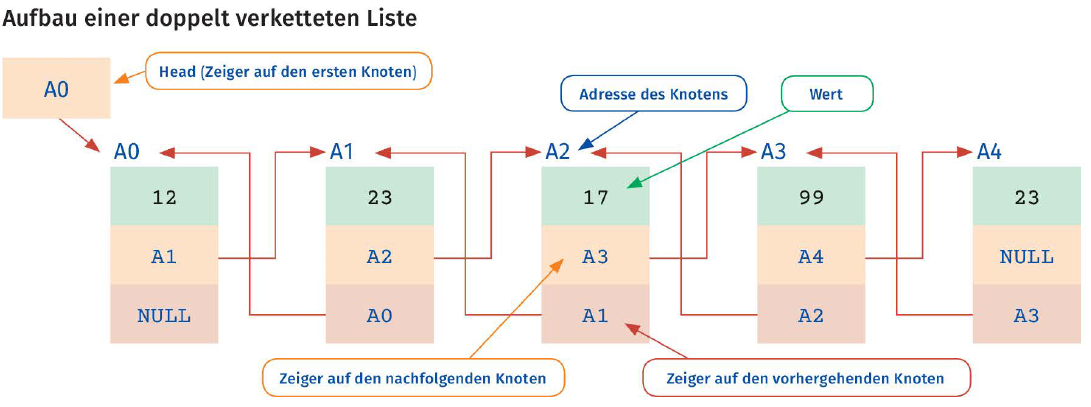 Aufbau einer doppelt verketteten Liste
A0
Head (Zeiger auf den ersten Knoten)
Adresse des Knotens
Wert
A0
A1
A2
A3
A4
12
23
17
99
23
A1
A2
A3
A4
NULL
NULL
A0
A1
A2
A3
Zeiger auf den nachfolgenden Knoten
Zeiger auf den vorhergehenden Knoten